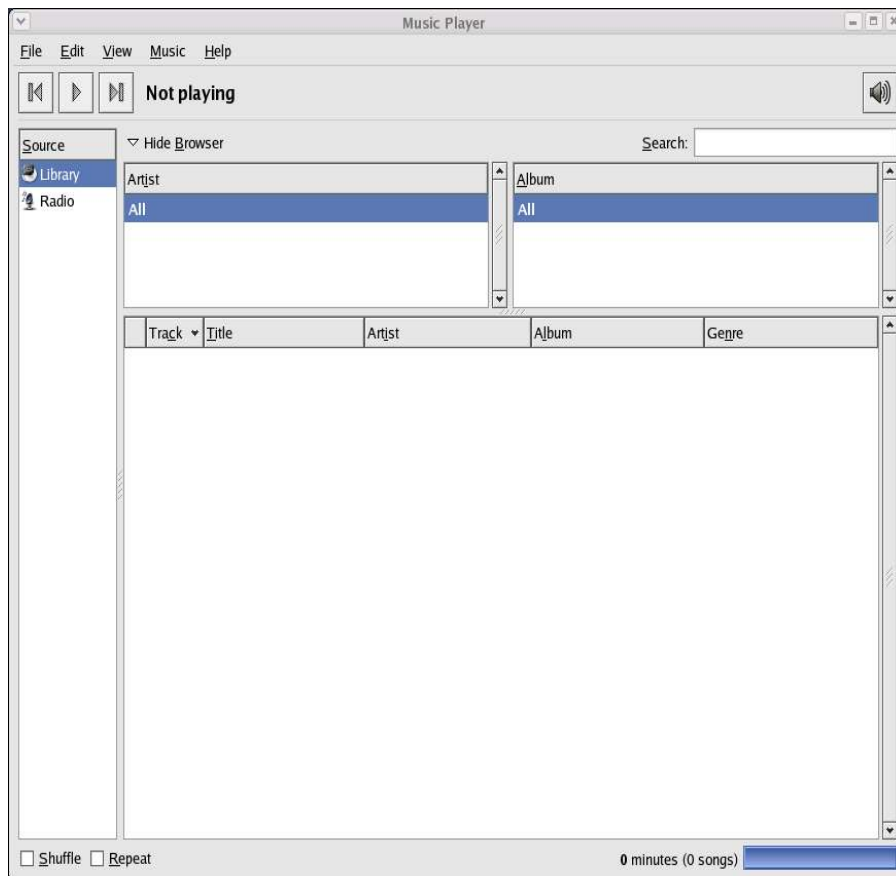 Music Player
File Edit View Music Help
Not playing
Source
Library
Radio
Hide Browser Search:
Artist Album
All All
Track Title Artist Album Genre
Shuffle Repeat 0 minutes (0 songs)